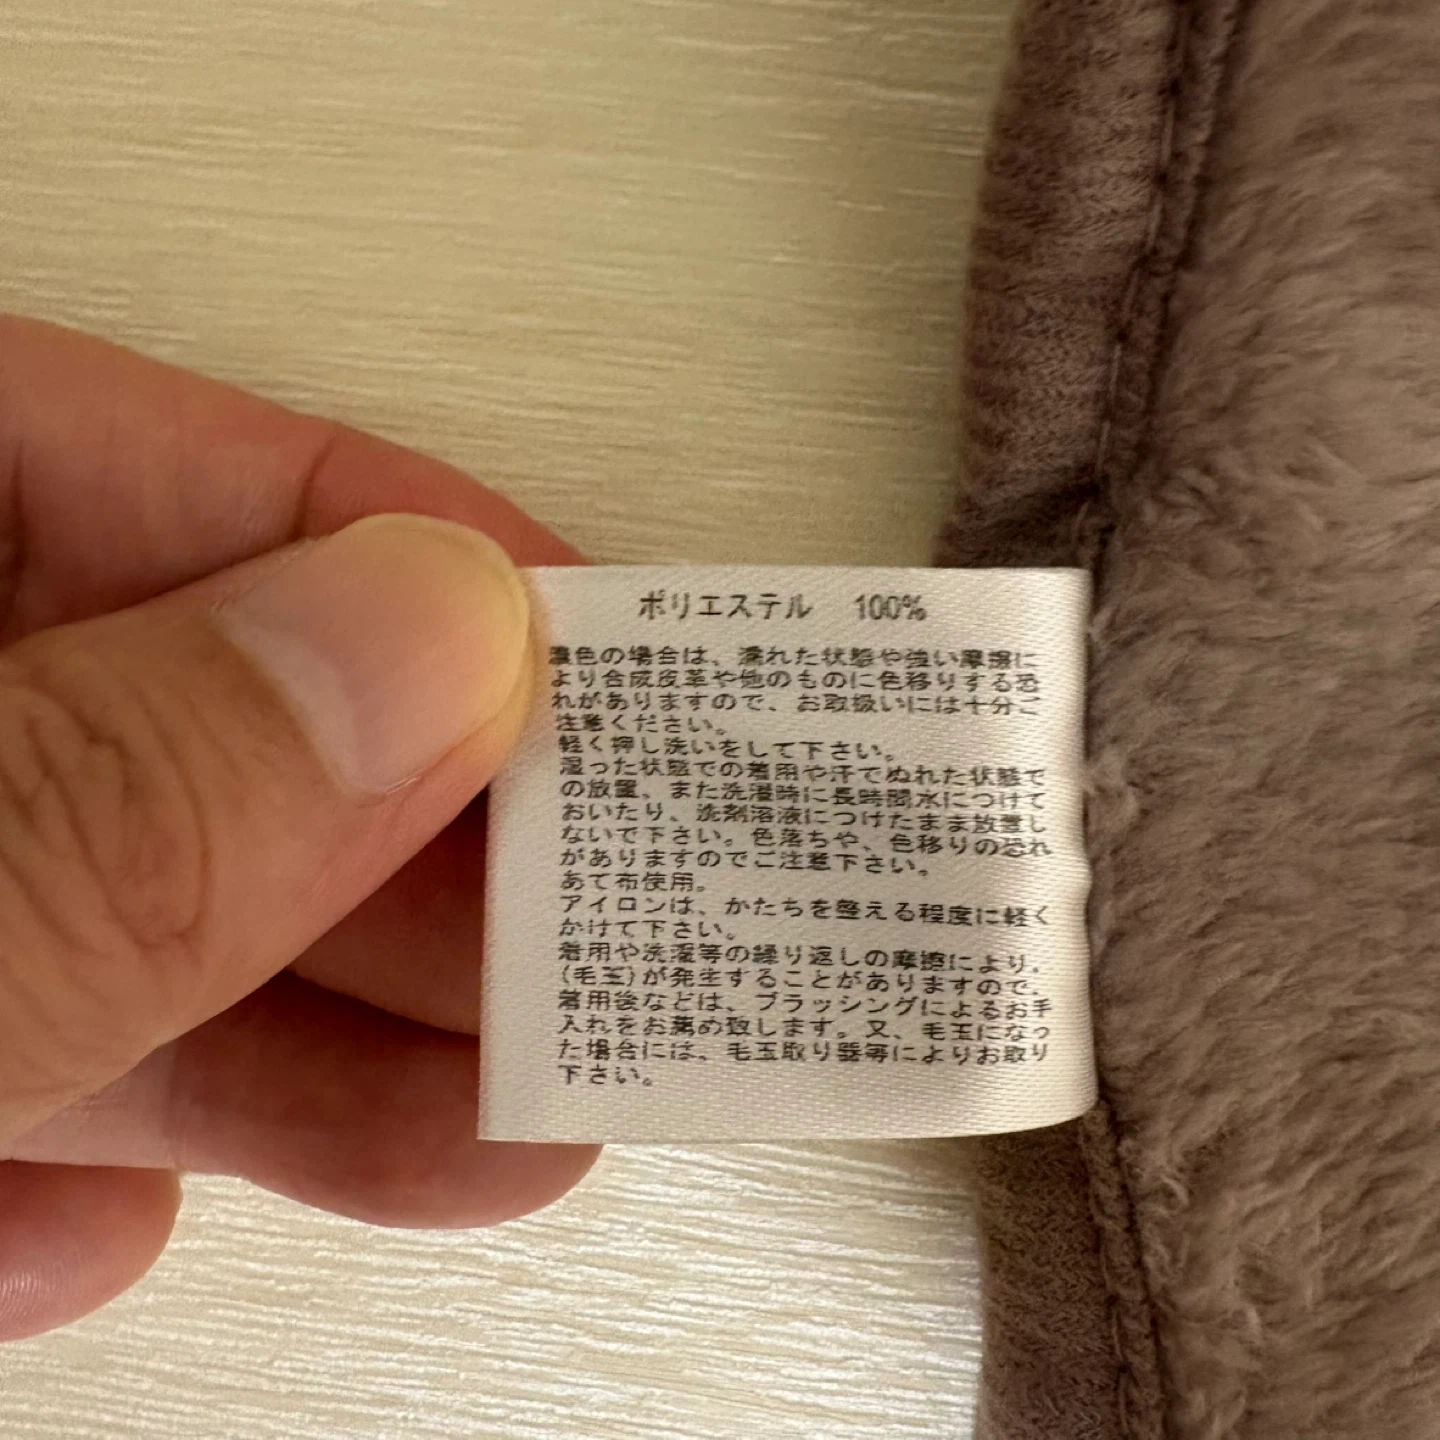 ポリエステル 100%
濃色の場合は、濡れた状態や強い摩擦に
より合成皮革や他のものに色移りする恐
れがありますので、お取扱いには十分ご
注意ください。
軽く押し洗いをして下さい。
湿った状態での着用や汗でぬれた状態で
の放置、また洗濯時に長時間水につけて
おいたり、洗剤溶液につけたまま放置し
ないで下さい。色落ちや、色移りの恐れ
がありますのでご注意下さい。
あて布使用。
アイロンは、かたちを整える程度に軽く
かけて下さい。
着用や洗濯等の繰り返しの摩擦により、
(毛玉)が発生することがありますので、
着用後などは、ブラッシングによるお手
入れをお薦め致します。又、毛玉になっ
た場合には、毛玉取り器等によりお取り
下さい。